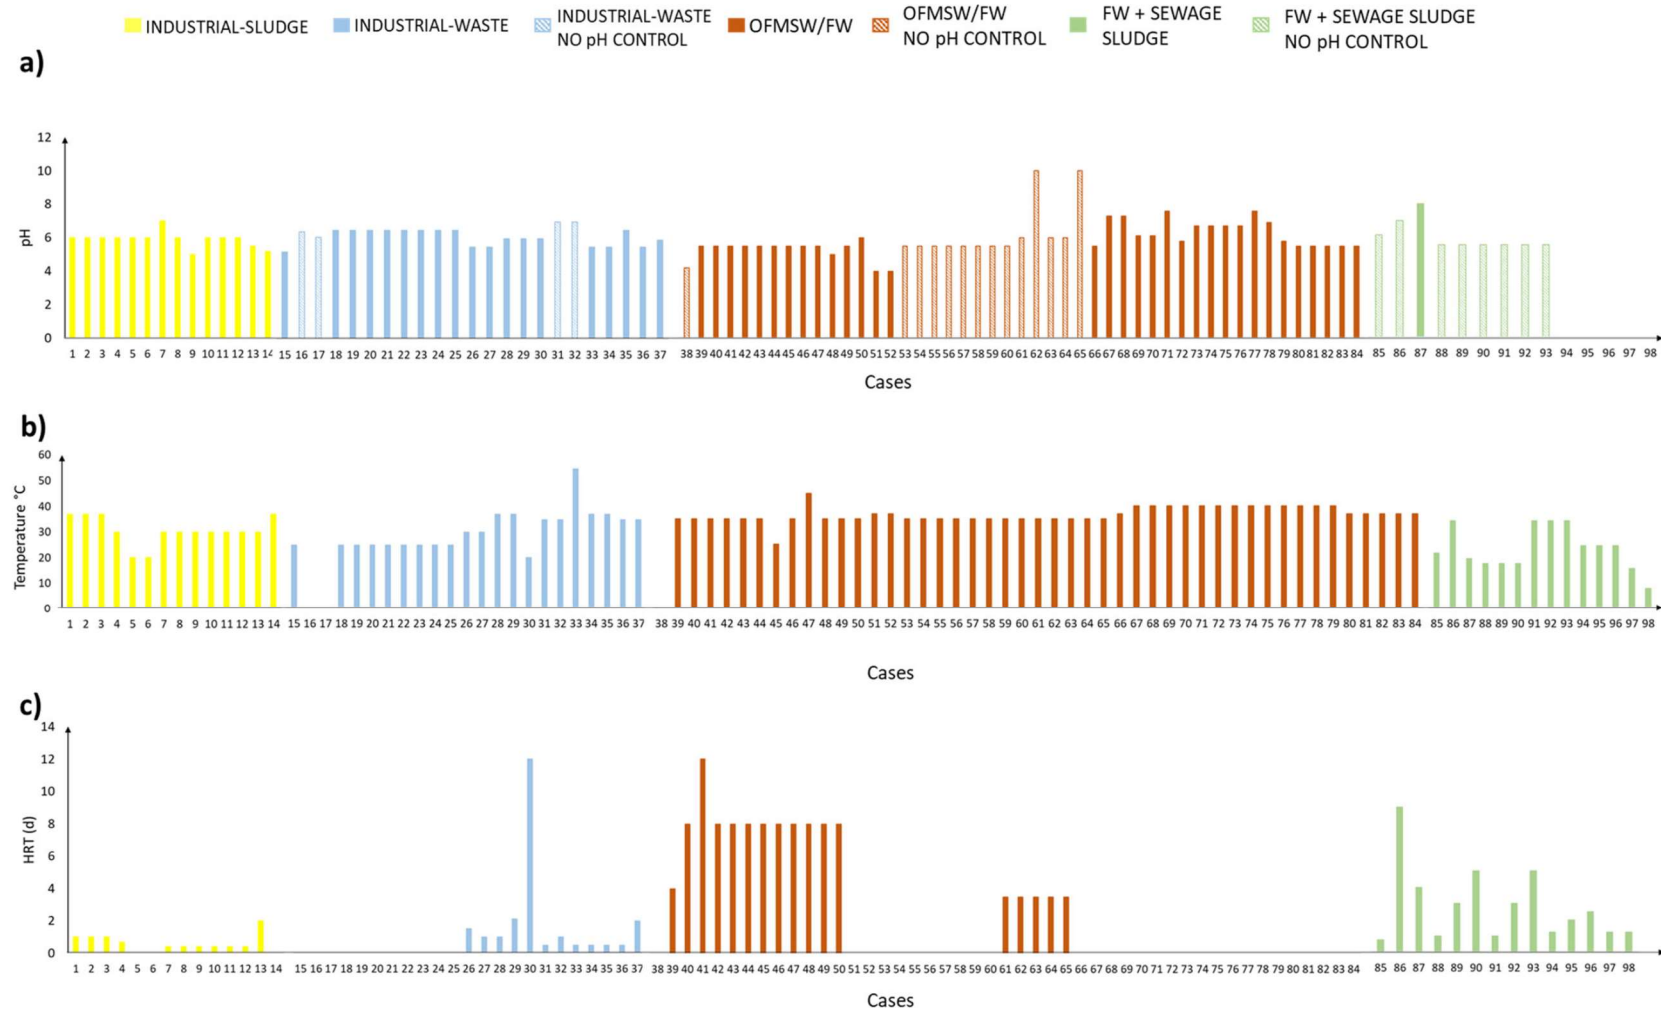 INDUSTRIAL-SLUDGE INDUSTRIAL-WASTE INDUSTRIAL-WASTE OFMSW/FW OFMSW/FW FW + SEWAGE FW + SEWAGE SLUDGE
NO pH CONTROL NO pH CONTROL SLUDGE NO pH CONTROL
a)
12
10
8
6
4
2
0
pH
1 2 3 4 5 6 7 8 9 10 11 12 13 14 15 16 17 18 19 20 21 22 23 24 25 26 27 28 29 30 31 32 33 34 35 36 37 38 39 40 41 42 43 44 45 46 47 48 49 50 51 52 53 54 55 56 57 58 59 60 61 62 63 64 65 66 67 68 69 70 71 72 73 74 75 76 77 78 79 80 81 82 83 84 85 86 87 88 89 90 91 92 93 94 95 96 97 98
Cases
b)
60
50
40
30
20
10
0
Temperature °C
1 2 3 4 5 6 7 8 9 10 11 12 13 14 15 16 17 18 19 20 21 22 23 24 25 26 27 28 29 30 31 32 33 34 35 36 37 38 39 40 41 42 43 44 45 46 47 48 49 50 51 52 53 54 55 56 57 58 59 60 61 62 63 64 65 66 67 68 69 70 71 72 73 74 75 76 77 78 79 80 81 82 83 84 85 86 87 88 89 90 91 92 93 94 95 96 97 98
Cases
c)
14
12
10
8
6
4
2
0
HRT (d)
1 2 3 4 5 6 7 8 9 10 11 12 13 14 15 16 17 18 19 20 21 22 23 24 25 26 27 28 29 30 31 32 33 34 35 36 37 38 39 40 41 42 43 44 45 46 47 48 49 50 51 52 53 54 55 56 57 58 59 60 61 62 63 64 65 66 67 68 69 70 71 72 73 74 75 76 77 78 79 80 81 82 83 84 85 86 87 88 89 90 91 92 93 94 95 96 97 98
Cases